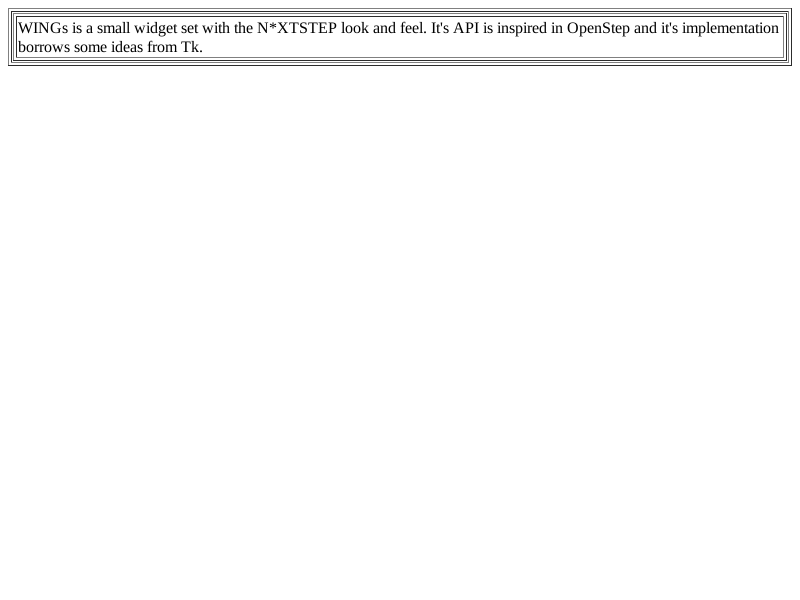 WINGs is a small widget set with the N*XTSTEP look and feel. It's API is inspired in OpenStep and it's implementation
borrows some ideas from Tk.